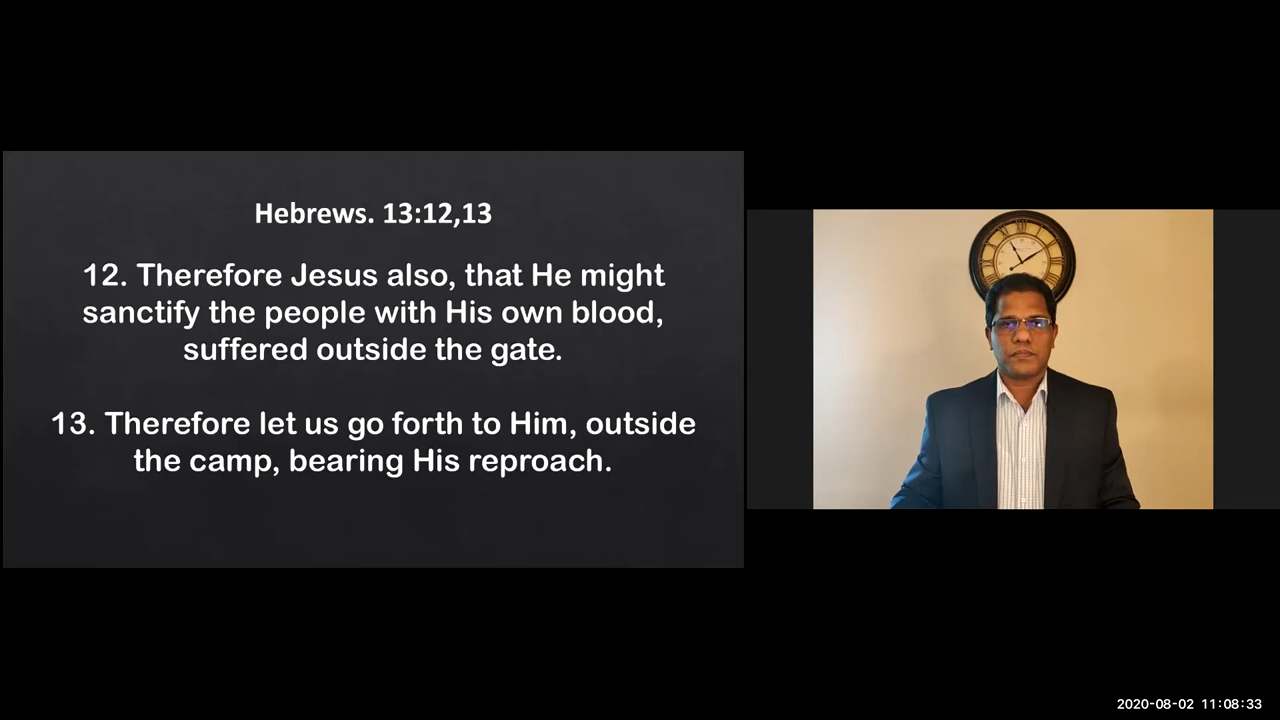 Hebrews. 13:12,13
12. Therefore Jesus also, that He might
sanctify the people with His own blood,
suffered outside the gate.
13. Therefore let us go forth to Him, outside
the camp, bearing His reproach.
2020-08-02 11:08:33